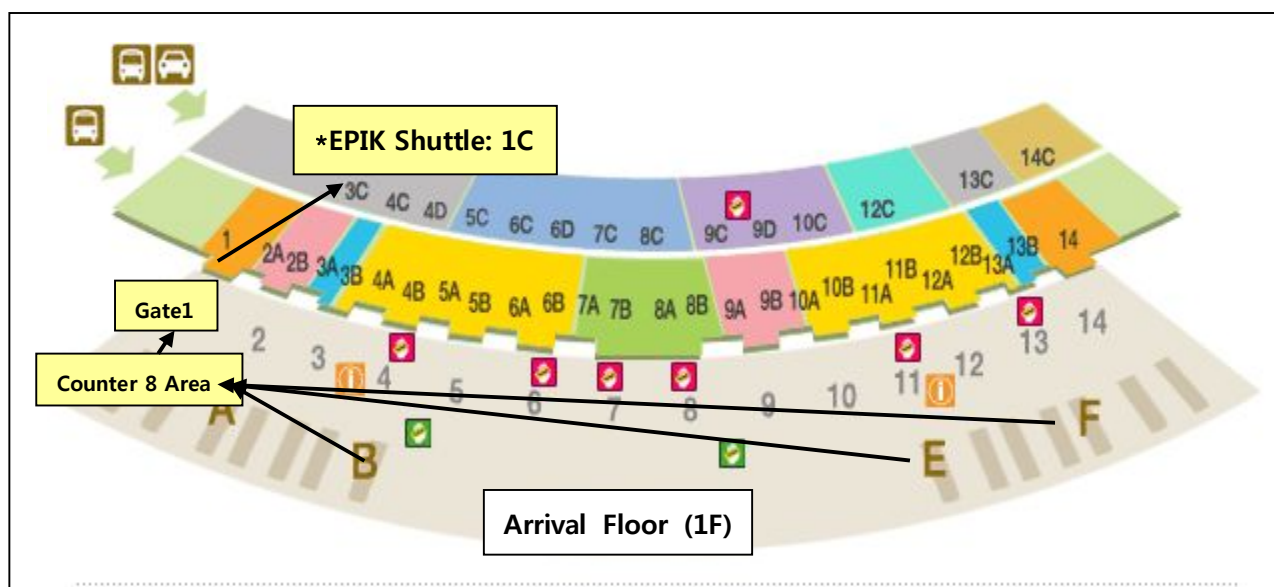 *EPIK Shuttle: 1C
3C 4C 4D 5C 6C 6D 7C 8C 9C 9D 10C 12C 13C 14C
1 2A 2B 3A 3B 4A 4B 5A 5B 6A 6B 7A 7B 8A 8B 9A 9B 10A 10B 11A 11B 12A 12B 13A 13B 14
Gate1
2 3 4 5 6 7 8 9 10 11 12 13 14
Counter 8 Area
A B E F
Arrival Floor (1F)